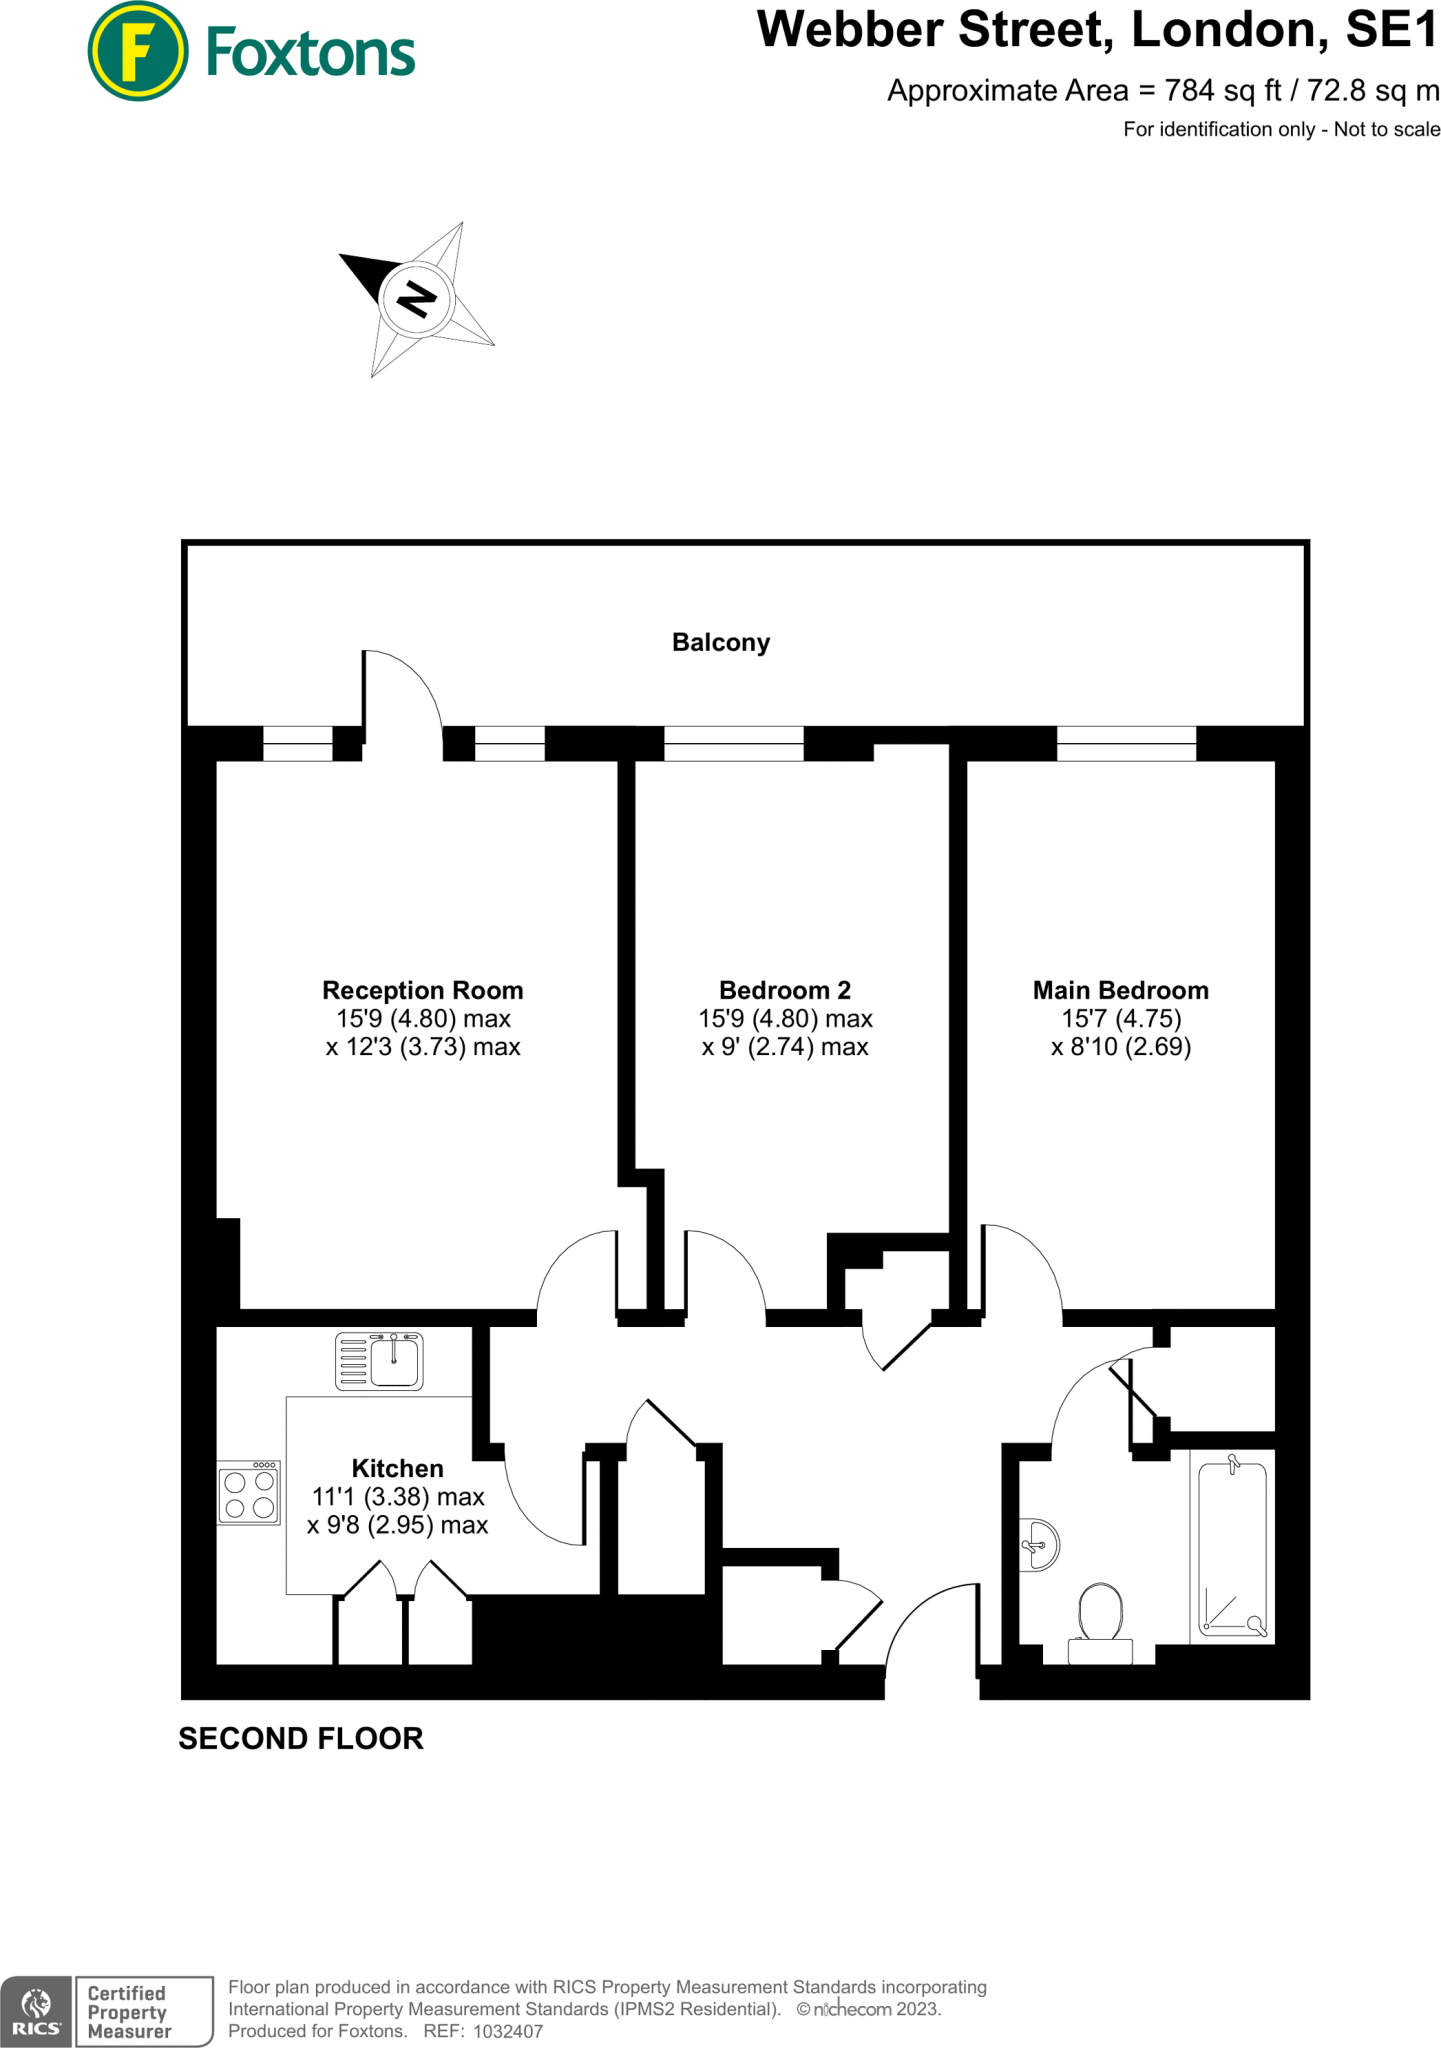 F Foxtons
Webber Street, London, SE1
Approximate Area = 784 sq ft / 72.8 sq m
For identification only - Not to scale
N
Balcony
Reception Room
15'9 (4.80) max
x 12'3 (3.73) max
Bedroom 2
15'9 (4.80) max
x 9' (2.74) max
Main Bedroom
15'7 (4.75)
x 8'10 (2.69)
Kitchen
11'1 (3.38) max
x 9'8 (2.95) max
SECOND FLOOR
RICS
Certified
Property
Measurer
Floor plan produced in accordance with RICS Property Measurement Standards incorporating
International Property Measurement Standards (IPMS2 Residential). © nichecom 2023.
Produced for Foxtons. REF: 1032407